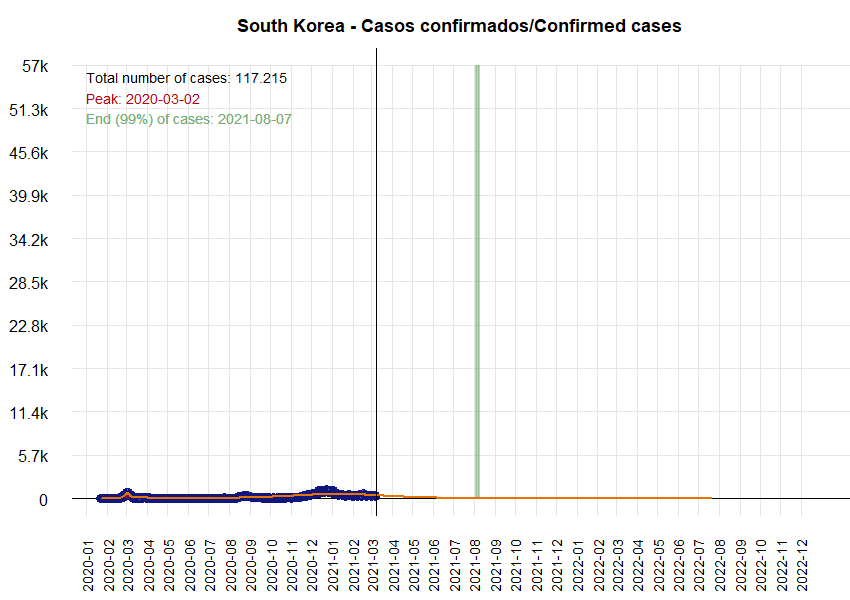 South Korea - Casos confirmados/Confirmed cases
57k
Total number of cases: 117.215
Peak: 2020-03-02
51.3k
End (99%) of cases: 2021-08-07
45.6k
39.9k
34.2k
28.5k
22.8k
17.1k
11.4k
5.7k
0
2020-01
2020-02
2020-03
2020-04
2020-05
2020-06
2020-07
2020-08
2020-09
2020-10
2020-11
2020-12
2021-01
2021-02
2021-03
2021-04
2021-05
2021-06
2021-07
2021-08
2021-09
2021-10
2021-11
2021-12
2022-01
2022-02
2022-03
2022-04
2022-05
2022-06
2022-07
2022-08
2022-09
2022-10
2022-11
2022-12